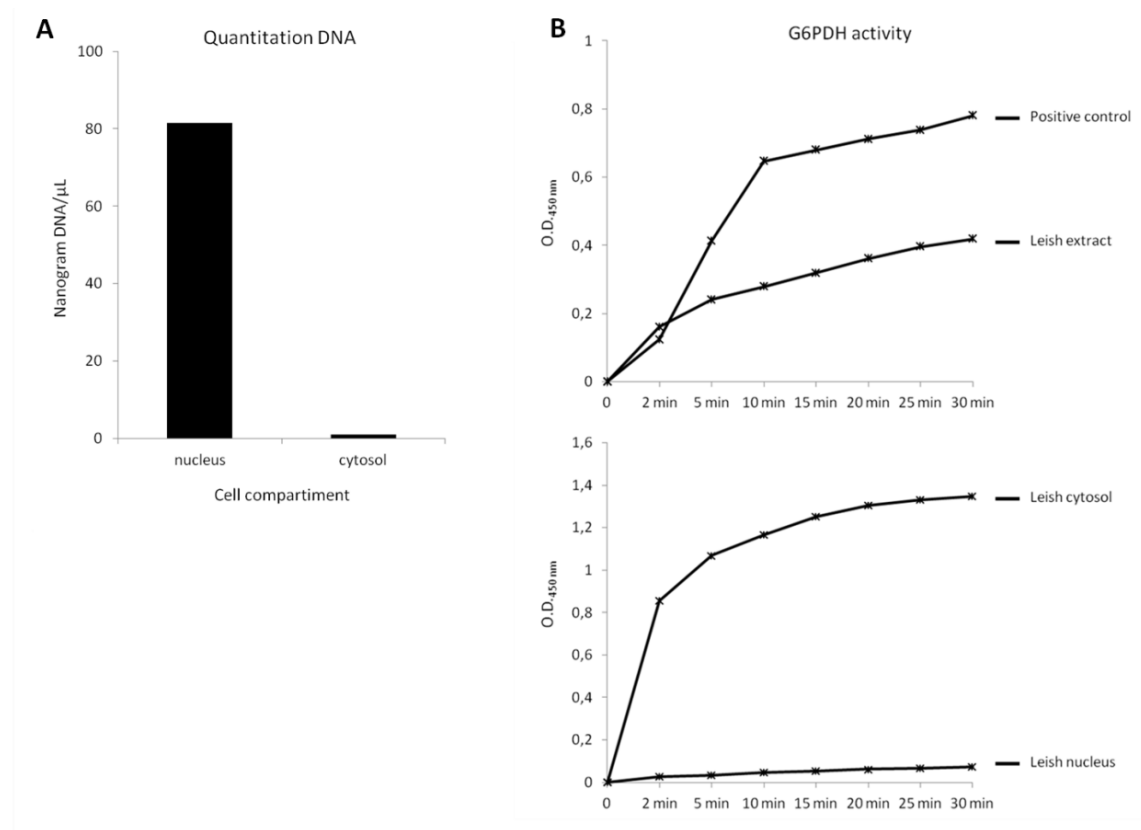 A
Quantitation DNA
100
80
60
40
20
0
Nanogram DNA/µL
nucleus cytosol
Cell compartiment
B
G6PDH activity
1
0,8
0,6
0,4
0,2
0
O.D.450 nm
0 2 min 5 min 10 min 15 min 20 min 25 min 30 min
Positive control
Leish extract
1,6
1,4
1,2
1
0,8
0,6
0,4
0,2
0
O.D.450 nm
0 2 min 5 min 10 min 15 min 20 min 25 min 30 min
Leish cytosol
Leish nucleus